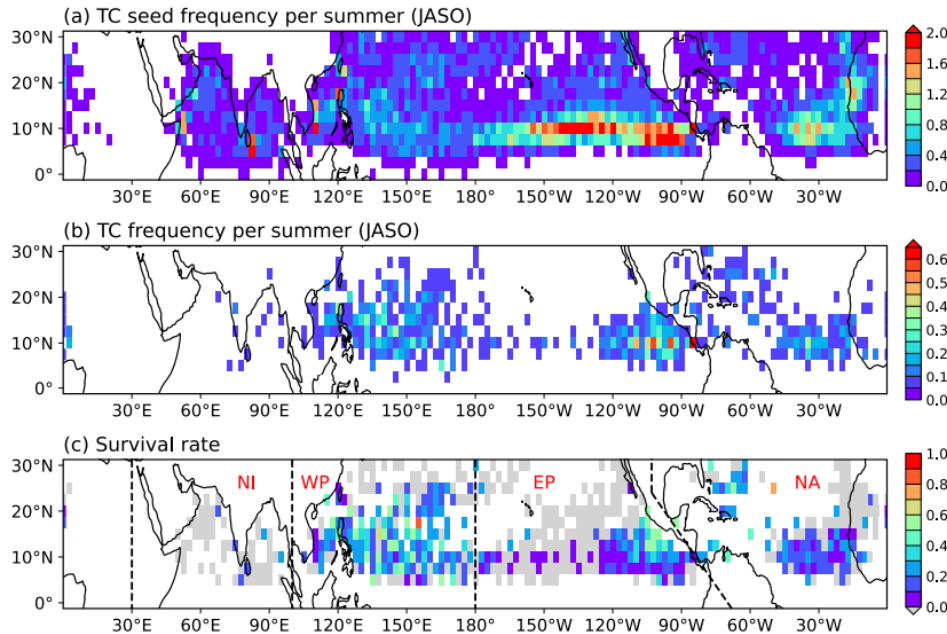 (a) TC seed frequency per summer (JASO)
30°N
20°N
10°N
0°
30°E 60°E 90°E 120°E 150°E 180° 150°W 120°W 90°W 60°W 30°W
2.0
1.6
1.2
0.8
0.4
0.0
(b) TC frequency per summer (JASO)
30°N
20°N
10°N
0°
30°E 60°E 90°E 120°E 150°E 180° 150°W 120°W 90°W 60°W 30°W
0.6
0.5
0.4
0.3
0.2
0.1
0.0
(c) Survival rate
NI WP EP NA
30°N
20°N
10°N
0°
30°E 60°E 90°E 120°E 150°E 180° 150°W 120°W 90°W 60°W 30°W
1.0
0.8
0.6
0.4
0.2
0.0